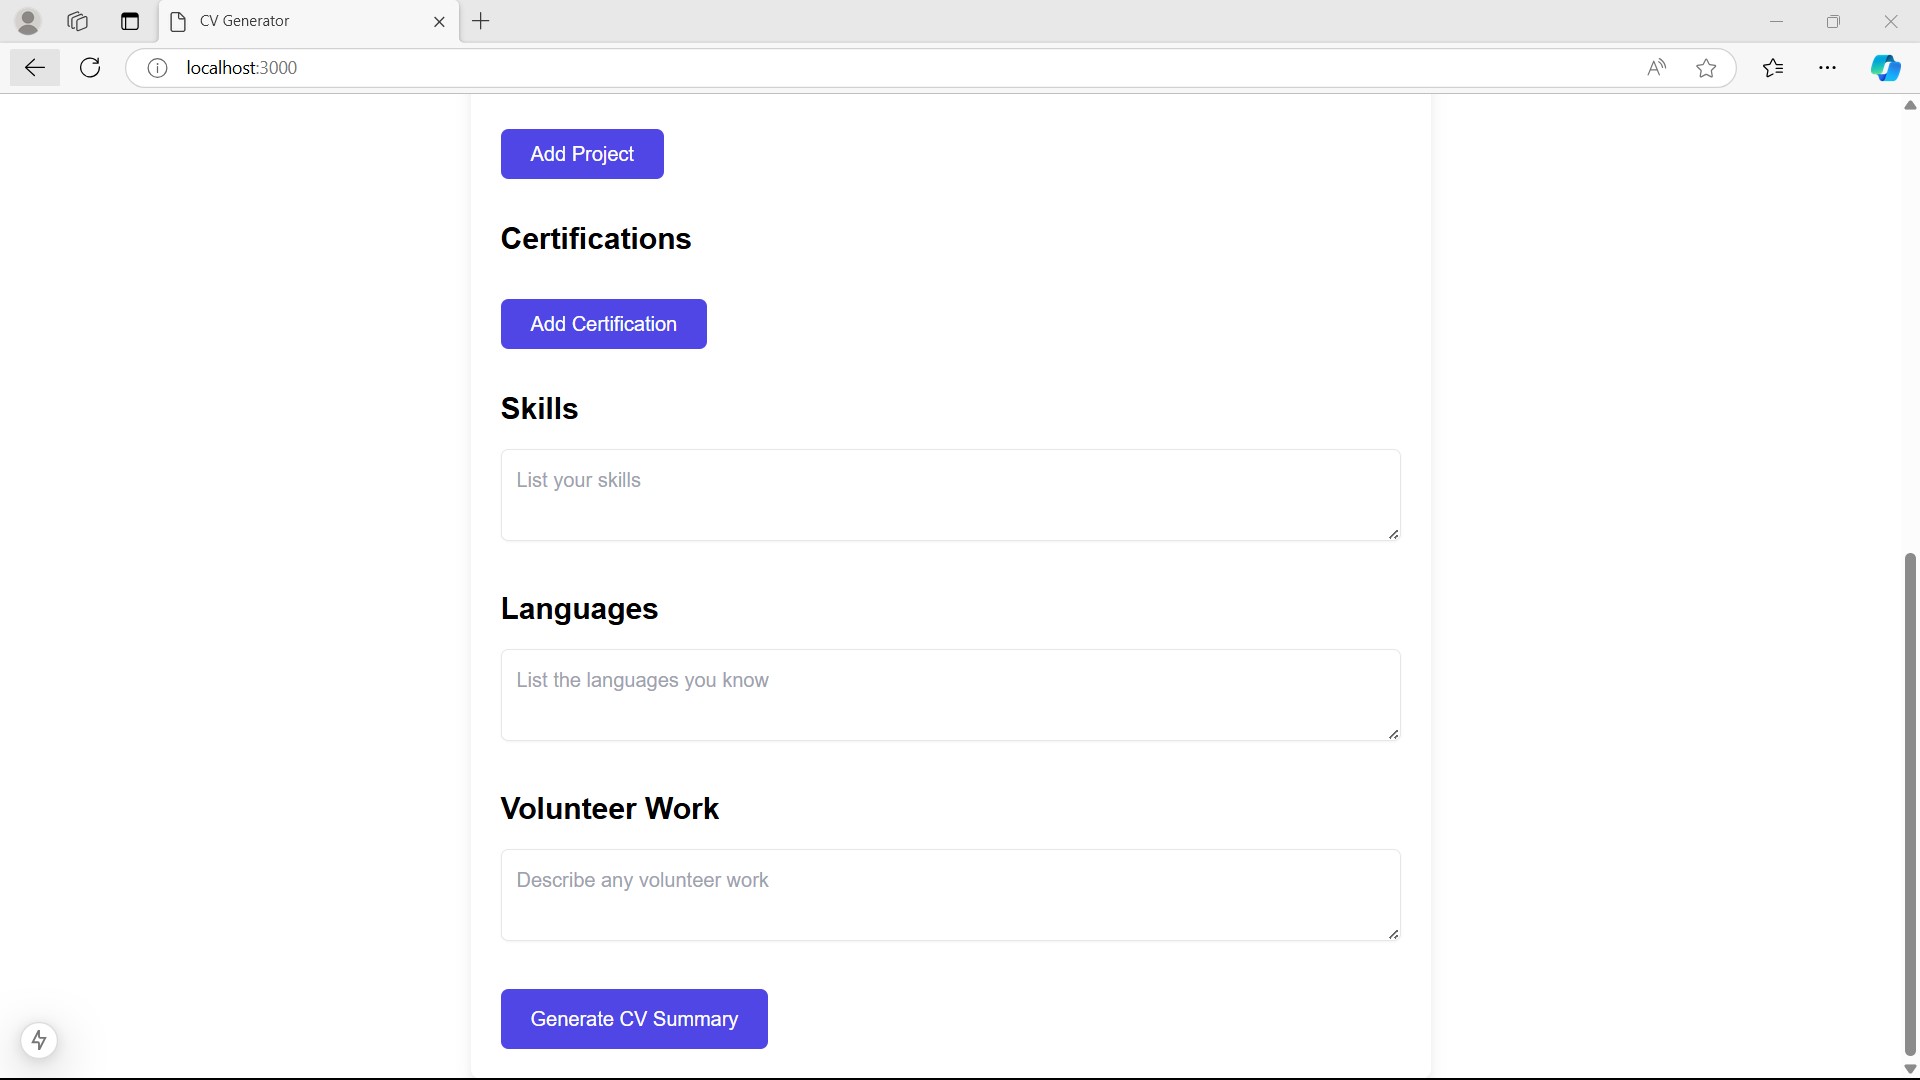 CV Generator
localhost:3000
Add Project
Certifications
Add Certification
Skills
List your skills
Languages
List the languages you know
Volunteer Work
Describe any volunteer work
Generate CV Summary